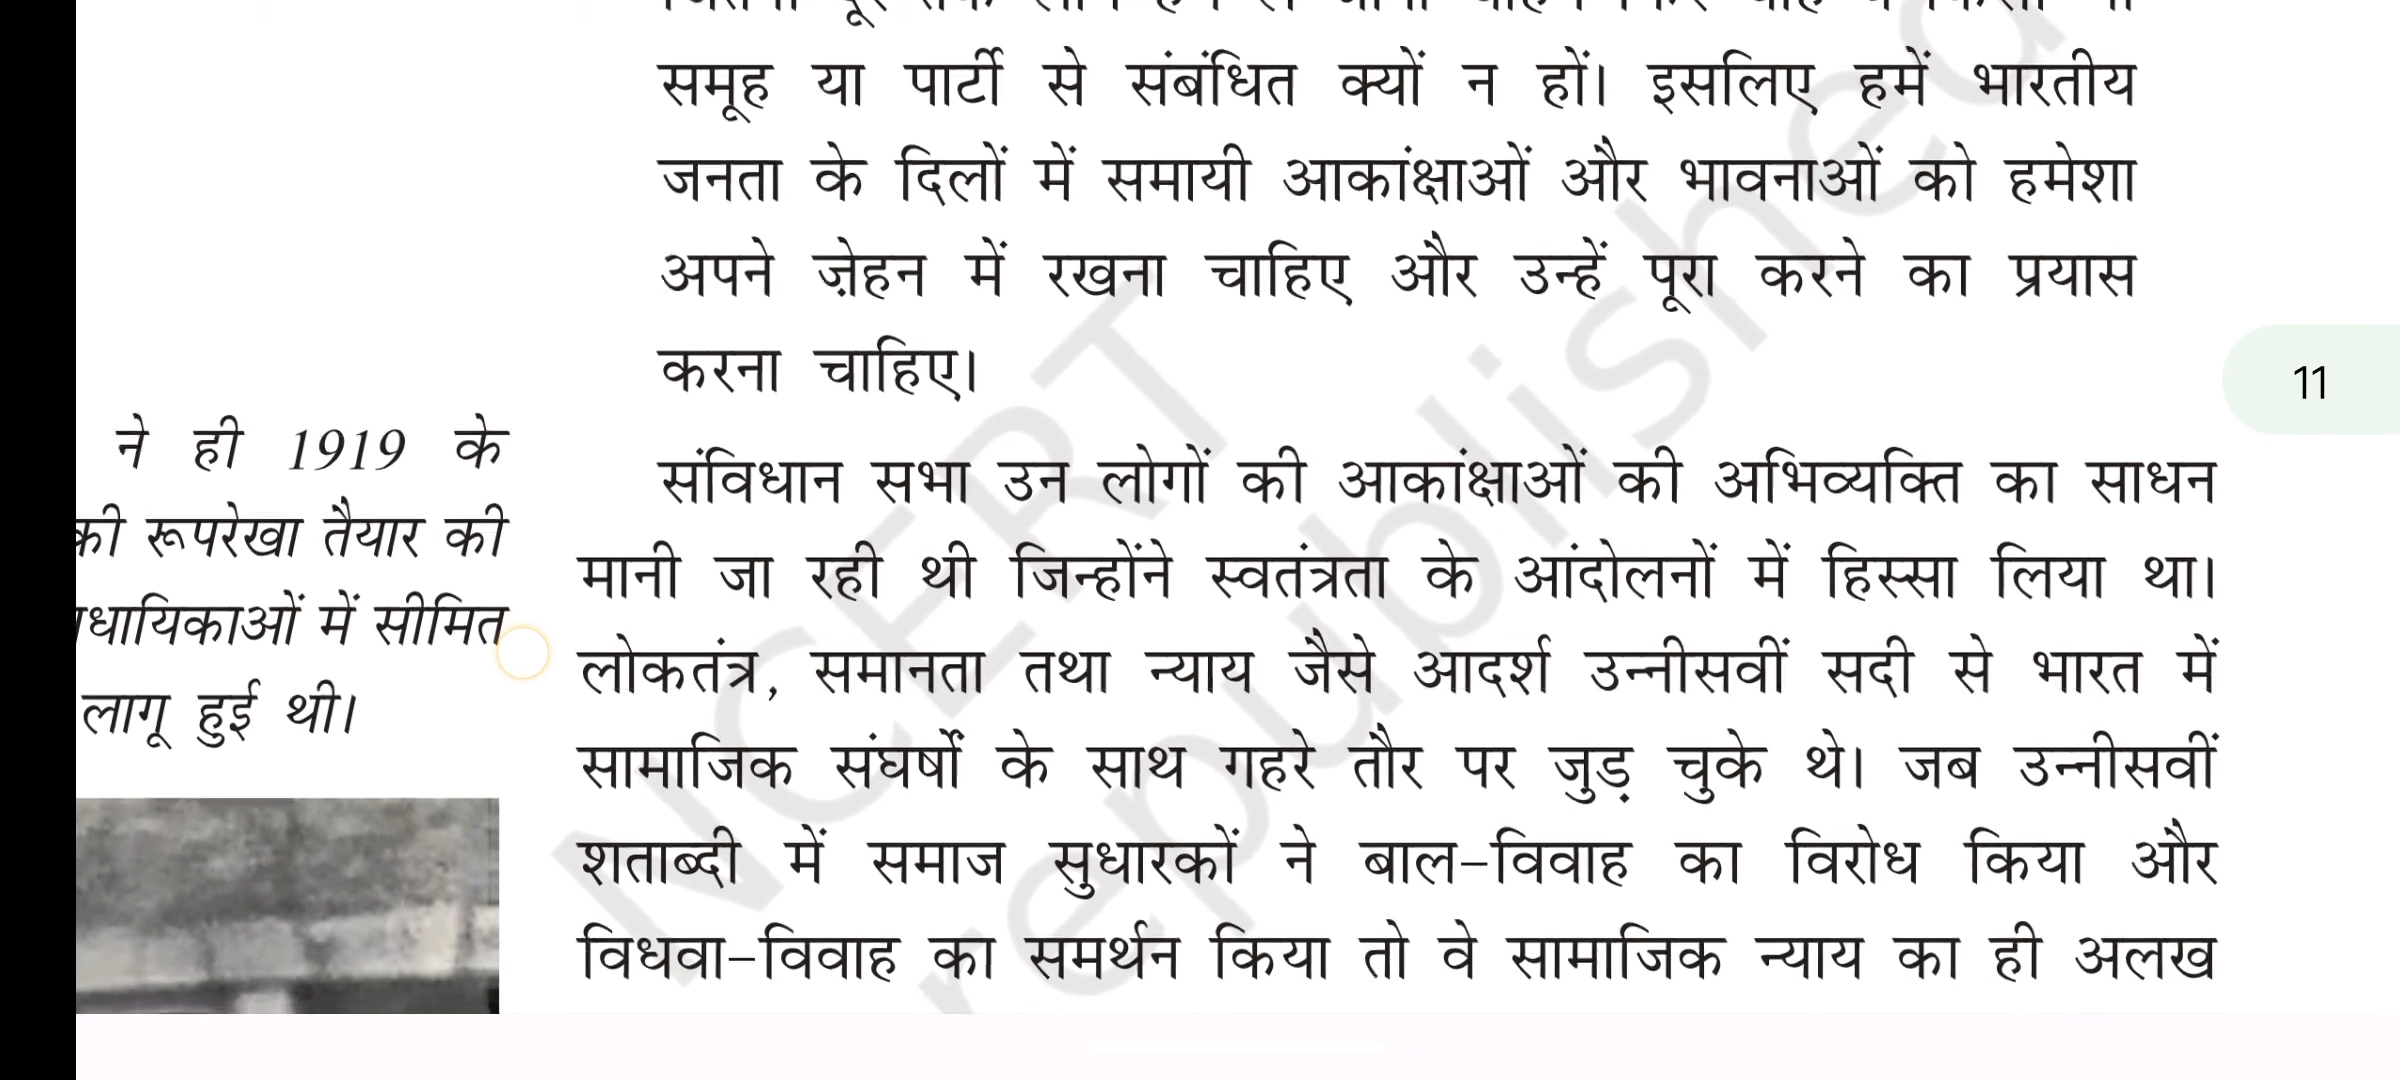 समूह या पार्टी से संबंधित क्यों न हों। इसलिए हमें भारतीय
जनता के दिलों में समायी आकांक्षाओं और भावनाओं को हमेशा
अपने ज़ेहन में रखना चाहिए और उन्हें पूरा करने का प्रयास
करना चाहिए।
11
ने ही 1919 के
की रूपरेखा तैयार की
में सीमित
लागू हुई थी।
संविधान सभा उन लोगों की आकांक्षाओं की अभिव्यक्ति का साधन
मानी जा रही थी जिन्होंने स्वतंत्रता के आंदोलनों में हिस्सा लिया था।
लोकतंत्र, समानता तथा न्याय जैसे आदर्श उन्नीसवीं सदी से भारत में
सामाजिक संघर्षों के साथ गहरे तौर पर जुड़ चुके थे। जब उन्नीसवीं
शताब्दी में समाज सुधारकों ने बाल-विवाह का विरोध किया और
विधवा-विवाह का समर्थन किया तो वे सामाजिक न्याय का ही अलख
NCERT
republished